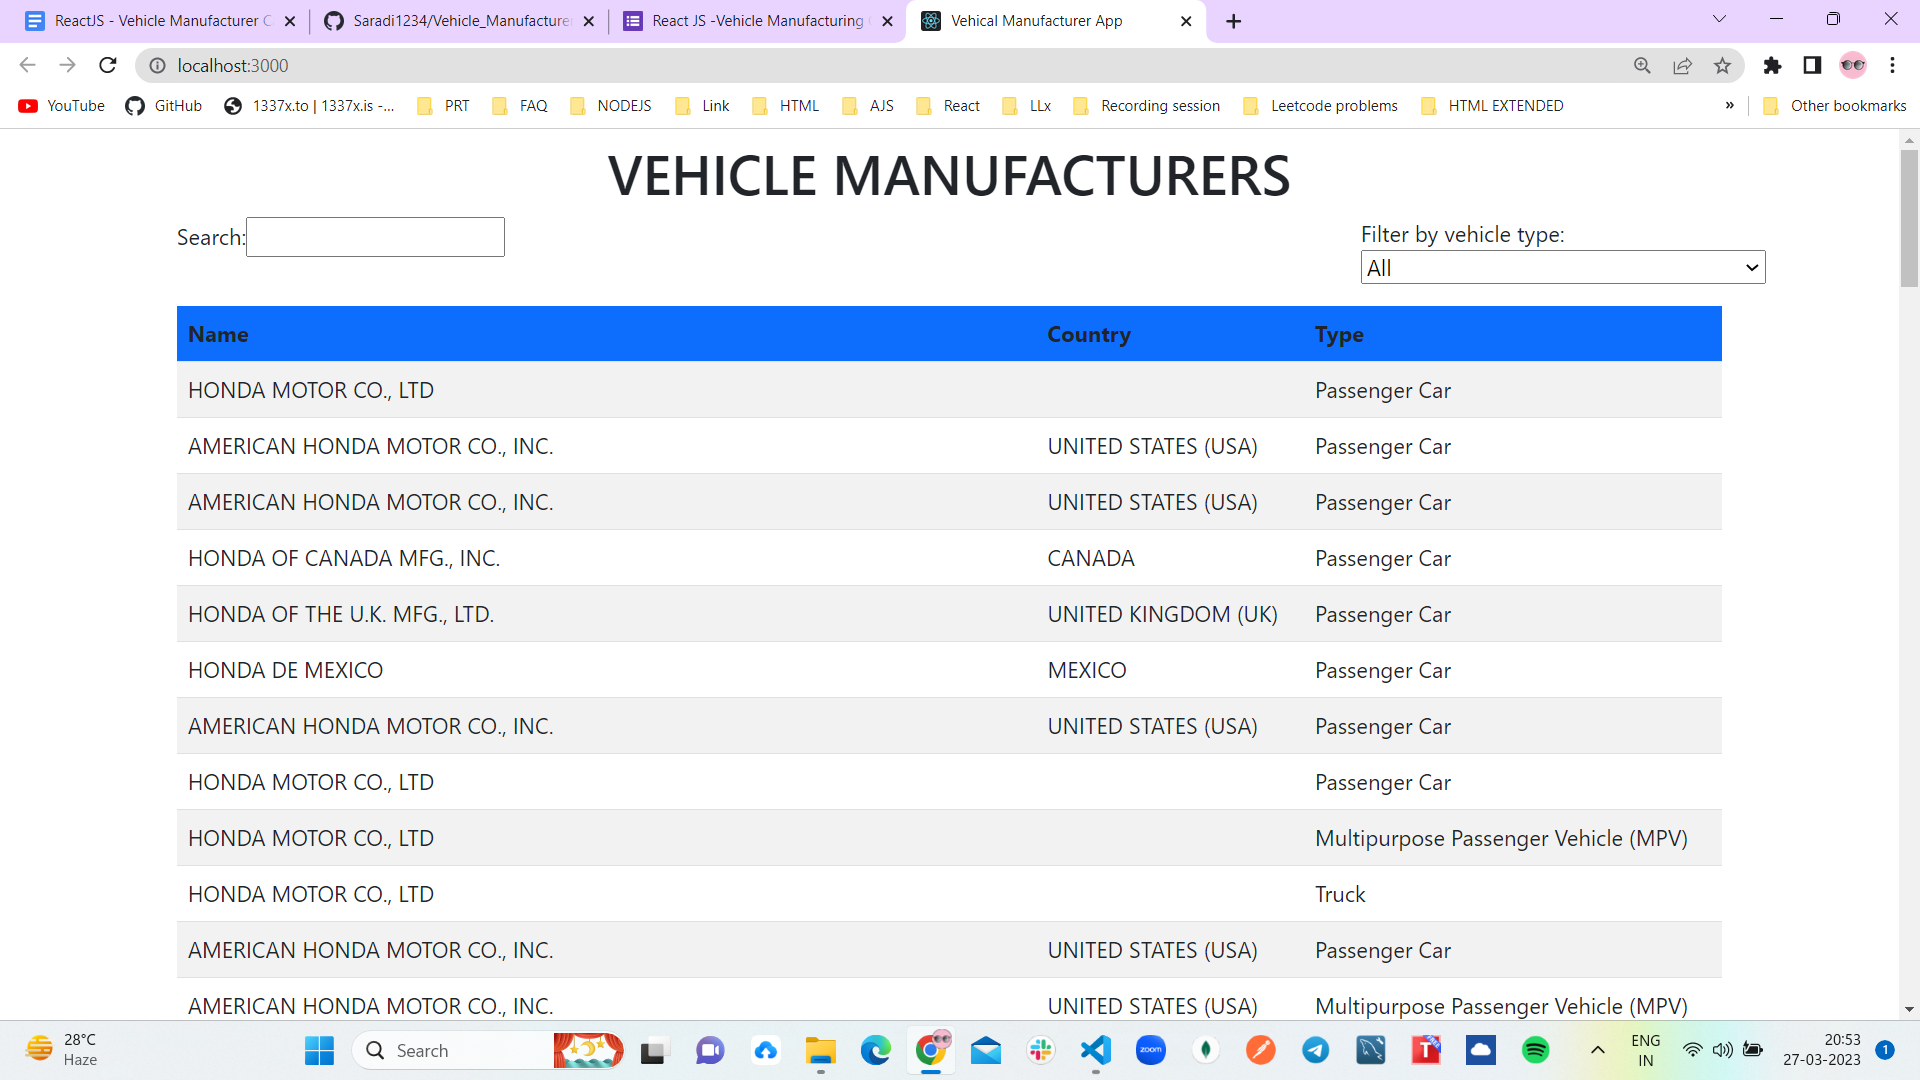 ReactJS - Vehicle Manufacturer C
Saradi1234/Vehicle_Manufacture
React JS -Vehicle Manufacturing
Vehical Manufacturer App
localhost:3000
YouTube
GitHub
1337x.to | 1337x.is -...
PRT
FAQ
NODEJS
Link
HTML
AJS
React
LLx
Recording session
Leetcode problems
HTML EXTENDED
»
Other bookmarks
VEHICLE MANUFACTURERS
Search:
Filter by vehicle type:
All
Name Country Type
HONDA MOTOR CO., LTD Passenger Car
AMERICAN HONDA MOTOR CO., INC. UNITED STATES (USA) Passenger Car
AMERICAN HONDA MOTOR CO., INC. UNITED STATES (USA) Passenger Car
HONDA OF CANADA MFG., INC. CANADA Passenger Car
HONDA OF THE U.K. MFG., LTD. UNITED KINGDOM (UK) Passenger Car
HONDA DE MEXICO MEXICO Passenger Car
AMERICAN HONDA MOTOR CO., INC. UNITED STATES (USA) Passenger Car
HONDA MOTOR CO., LTD Passenger Car
HONDA MOTOR CO., LTD Multipurpose Passenger Vehicle (MPV)
HONDA MOTOR CO., LTD Truck
AMERICAN HONDA MOTOR CO., INC. UNITED STATES (USA) Passenger Car
AMERICAN HONDA MOTOR CO., INC. UNITED STATES (USA) Multipurpose Passenger Vehicle (MPV)
28°C
Haze
Search
zoom
T
ENG
IN
20:53
27-03-2023
1